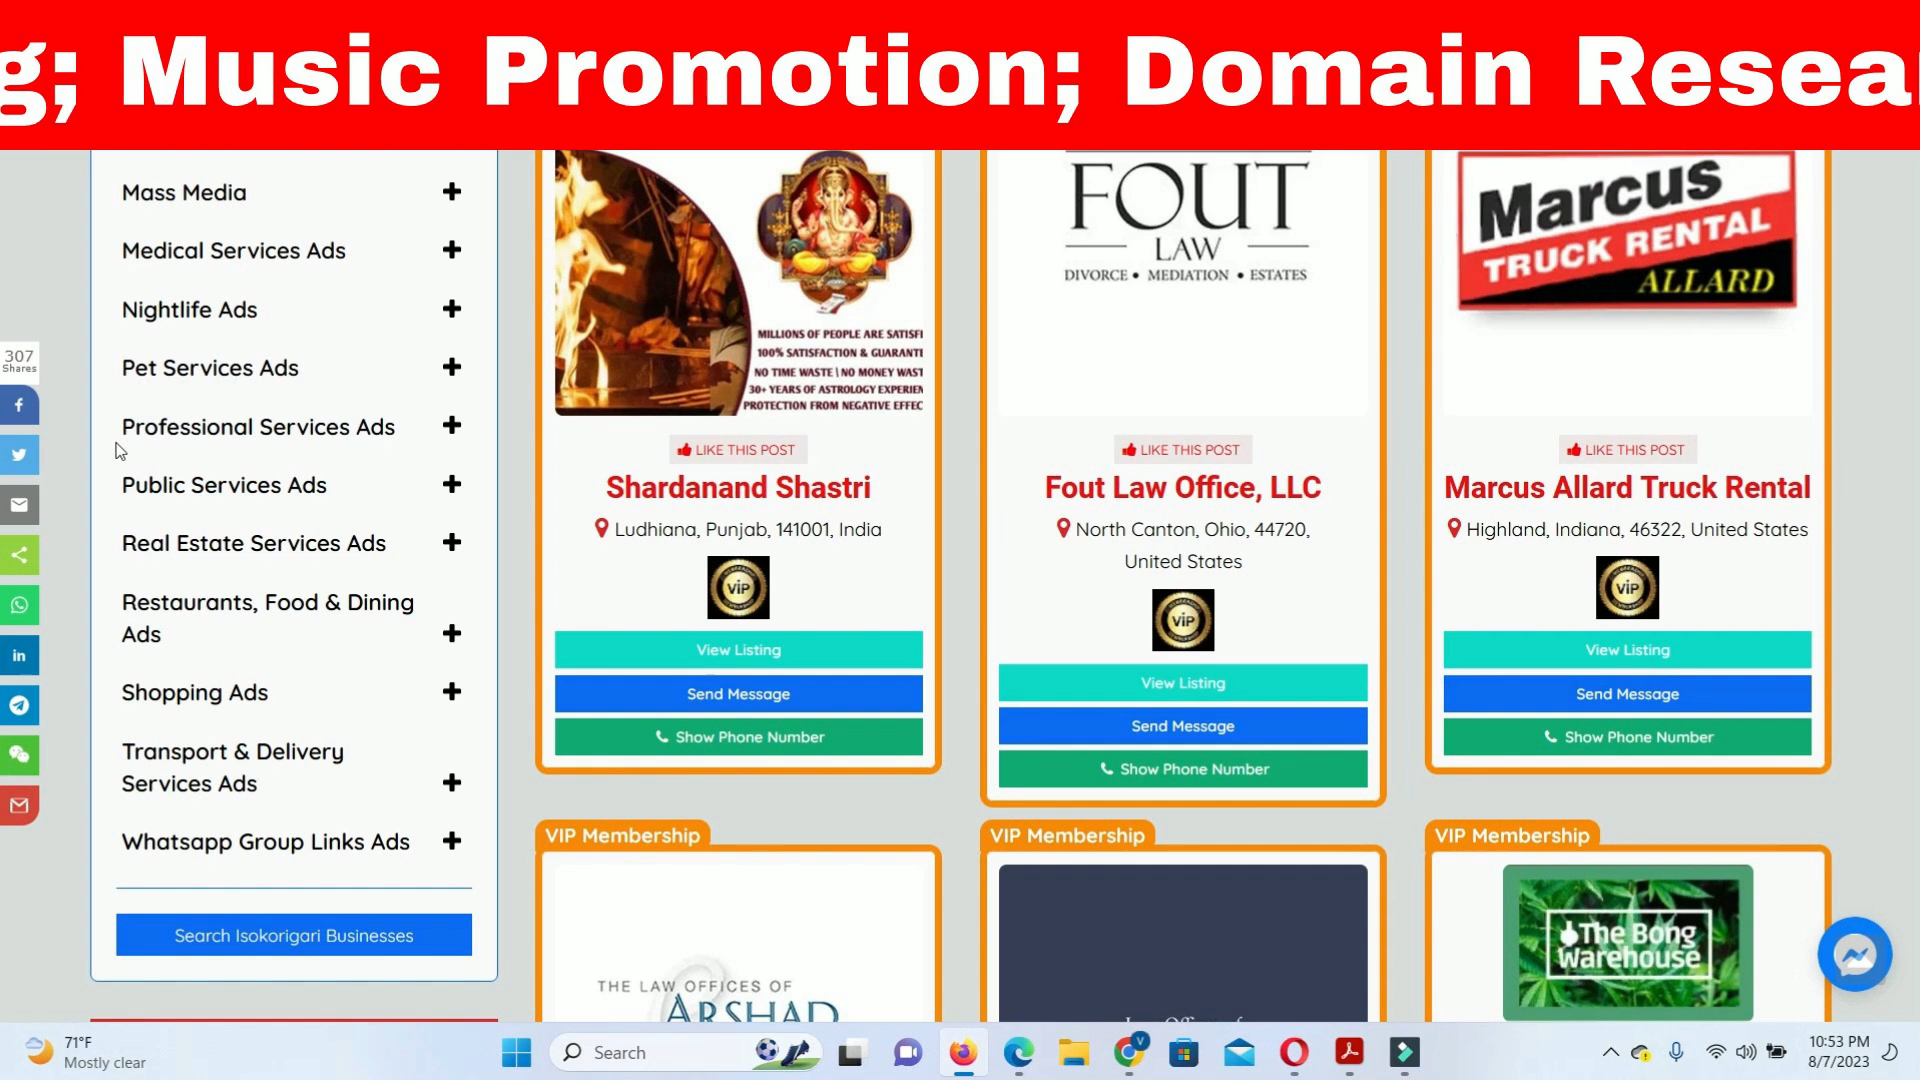 g; Music Promotion; Domain Resea
Mass Media
Medical Services Ads
Nightlife Ads
Pet Services Ads
Professional Services Ads
Public Services Ads
Real Estate Services Ads
Restaurants, Food & Dining
Ads
Shopping Ads
Transport & Delivery
Services Ads
Whatsapp Group Links Ads
Search Isokorigari Businesses
307
Shares
MILLIONS OF PEOPLE ARE SATISFI
100% SATISFACTION & GUARANTE
NO TIME WASTE | NO MONEY WAST
30+ YEARS OF ASTROLOGY EXPERIEN
PROTECTION FROM NEGATIVE EFFEC
LIKE THIS POST
Shardanand Shastri
Ludhiana, Punjab, 141001, India
VIP
View Listing
Send Message
Show Phone Number
FOUT
LAW
DIVORCE • MEDIATION • ESTATES
LIKE THIS POST
Fout Law Office, LLC
North Canton, Ohio, 44720,
United States
VIP
View Listing
Send Message
Show Phone Number
Marcus
TRUCK RENTAL
ALLARD
LIKE THIS POST
Marcus Allard Truck Rental
Highland, Indiana, 46322, United States
VIP
View Listing
Send Message
Show Phone Number
VIP Membership
THE LAW OFFICES OF
ARSHAD
VIP Membership
Law Offices of
VIP Membership
The Bong
Warehouse
71°F
Mostly clear
Search
V
10:53 PM
8/7/2023